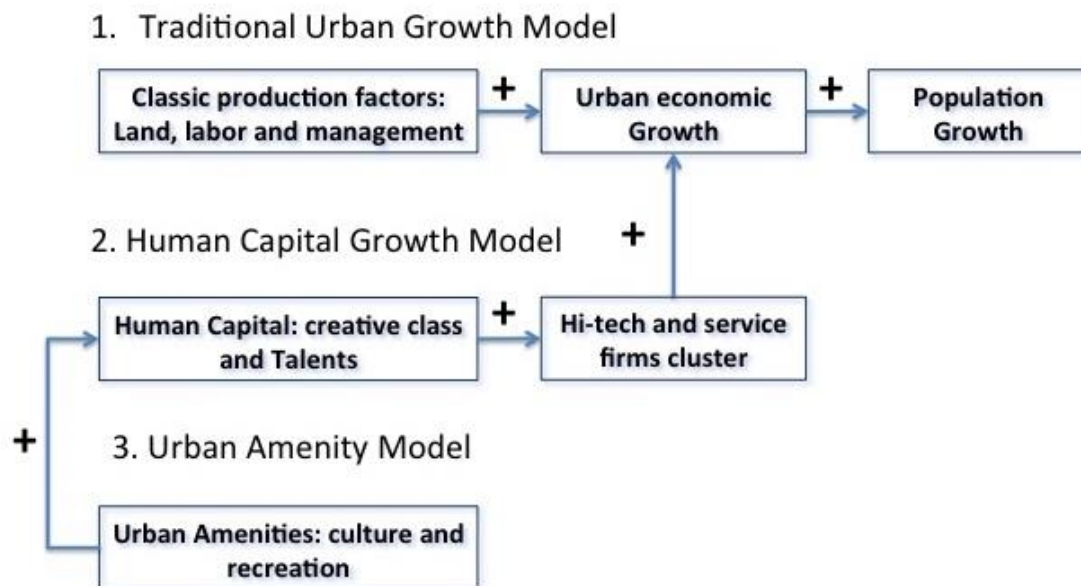 1. Traditional Urban Growth Model
Classic production factors:
Land, labor and management
+
Urban economic
Growth
+
Population
Growth
2. Human Capital Growth Model
+
Human Capital: creative class
and Talents
+
Hi-tech and service
firms cluster
+
3. Urban Amenity Model
Urban Amenities: culture and
recreation